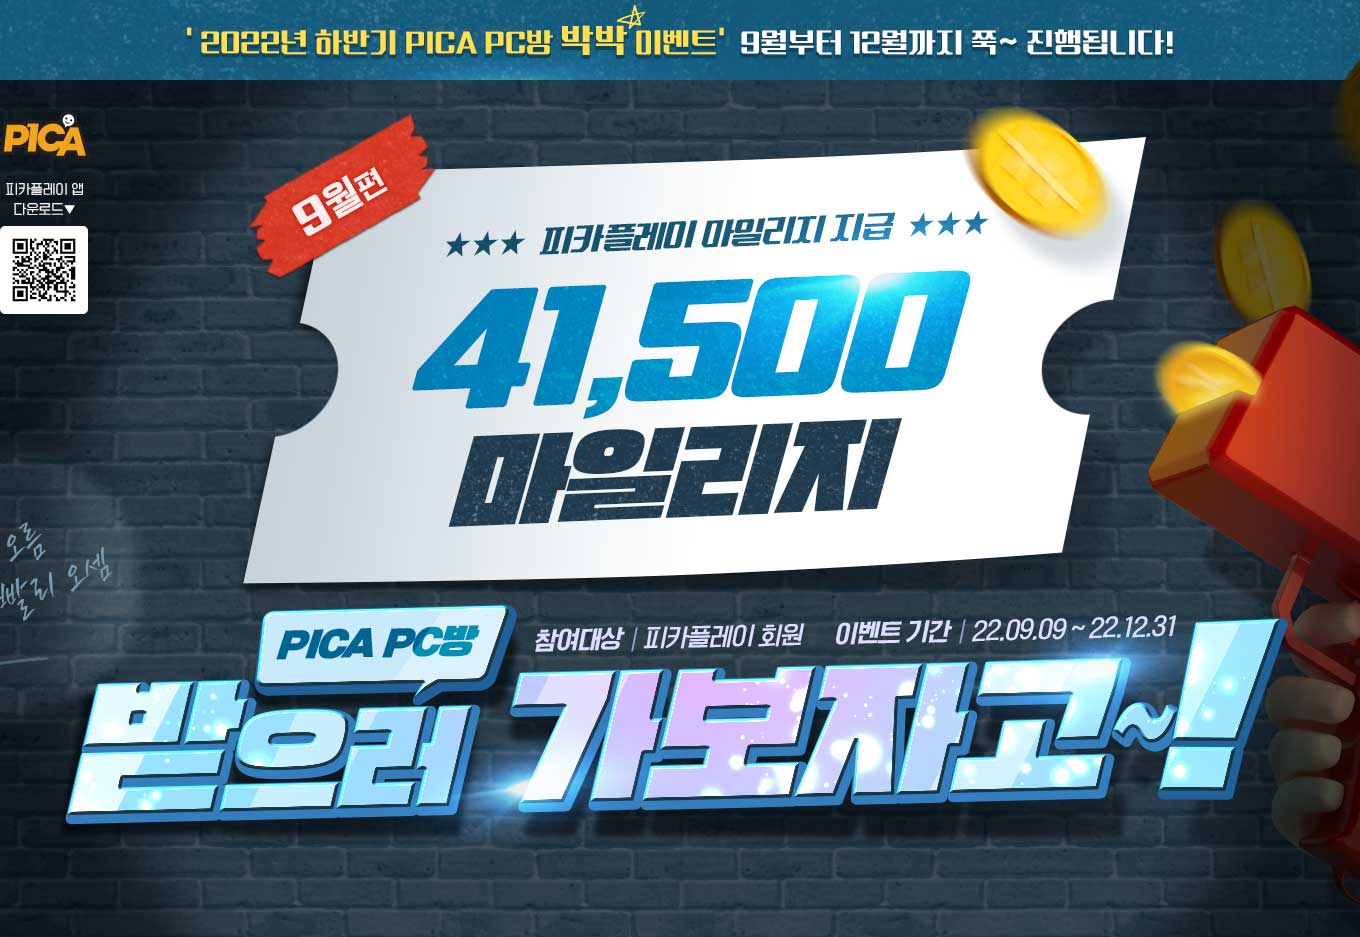 ' 2022년 하반기 PICA PC방 박박 이벤트' 9월부터 12월까지 쭉~ 진행됩니다!
PICA
피카플레이 앱
다운로드▼
9월편
★★★ 피카플레이 마일리지 지급 ★★★
41,500
마일리지
오름
빨리 오셈
PICA PC방
참여대상 | 피카플레이 회원 이벤트 기간 | 22.09.09 ~ 22.12.31
받으러 가보자고~!